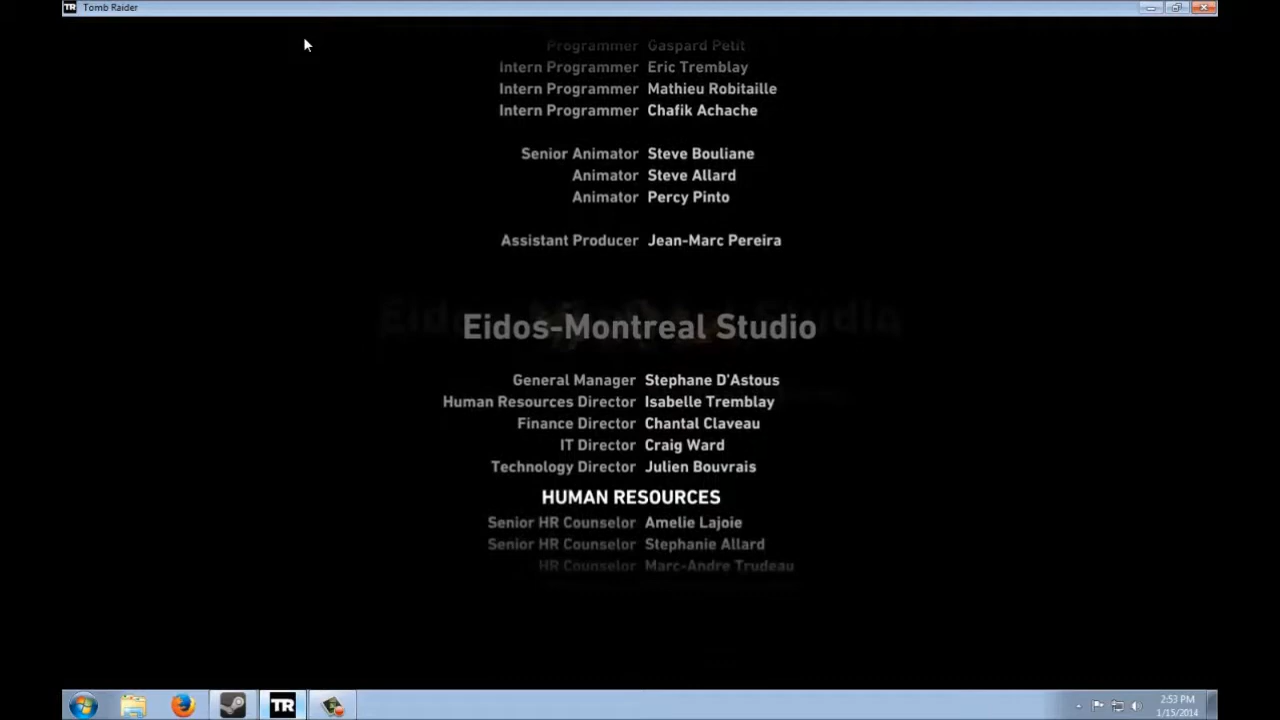 TR Tomb Raider
Programmer Gaspard Petit
Intern Programmer Eric Tremblay
Intern Programmer Mathieu Robitaille
Intern Programmer Chafik Achache
Senior Animator Steve Bouliane
Animator Steve Allard
Animator Percy Pinto
Assistant Producer Jean-Marc Pereira
Eidos-Montreal Studio
General Manager Stephane D'Astous
Human Resources Director Isabelle Tremblay
Finance Director Chantal Claveau
IT Director Craig Ward
Technology Director Julien Bouvrais
HUMAN RESOURCES
Senior HR Counselor Amelie Lajoie
Senior HR Counselor Stephanie Allard
HR Counselor Marc-Andre Trudeau
TR
2:53 PM
1/15/2014